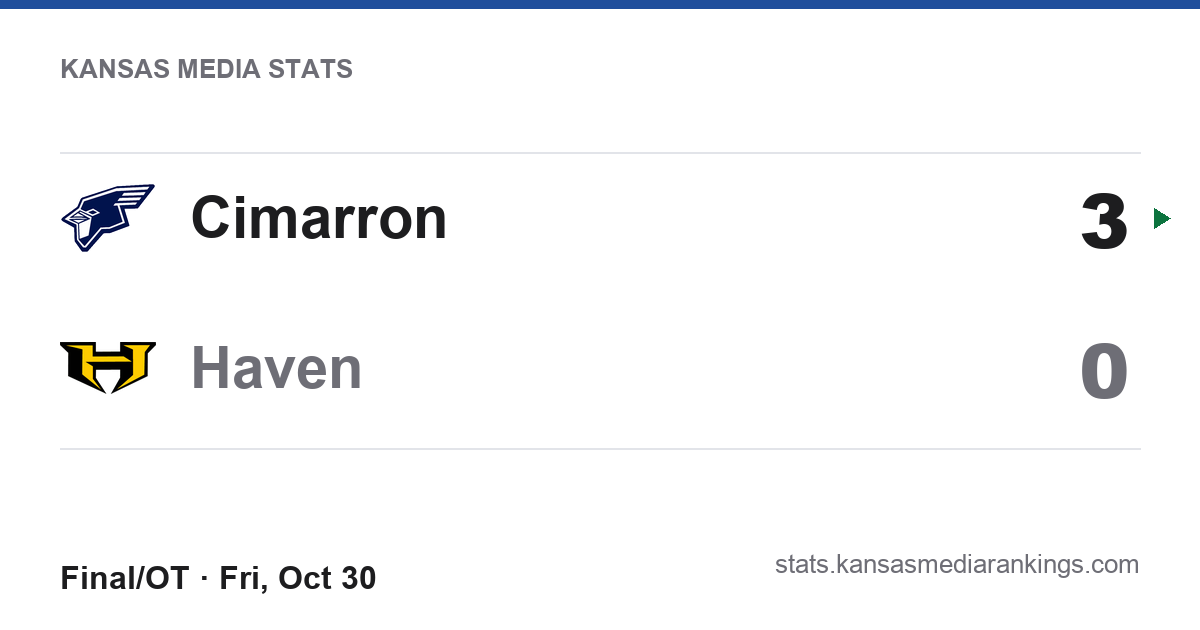 KANSAS MEDIA STATS
Cimarron 3
Haven 0
Final/OT · Fri, Oct 30
stats.kansasmediarankings.com